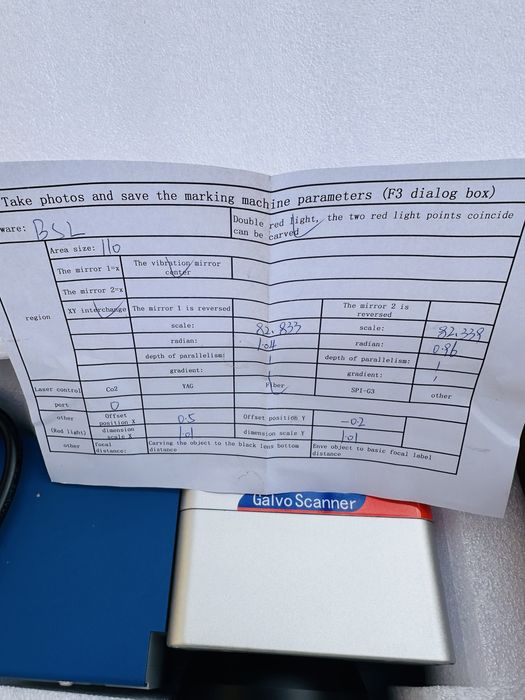 Take photos and save the marking machine parameters (F3 dialog box)
ware: BSL
Double red light, the two red light points coincide
can be carved
Area size: 110
The mirror 1=x The vibration mirror
center
The mirror 2=x
region
XY interchange The mirror 1 is reversed The mirror 2 is
reversed
scale: 82.833 scale: 82.339
radian: 1.04 radian: 0.96
depth of parallelism: 1 depth of parallelism: 1
gradient: 1 gradient: 1
Laser control Co2 YAG Fiber SPI-G3 other
port 0
other Offset
position X 0.5 Offset position Y -0.2
(Red light) dimension
scale X 1.01 dimension scale Y 1.01
other focal
distance: Carving the object to the black lens bottom
distance Enve object to basic focal label
distance
Galvo Scanner